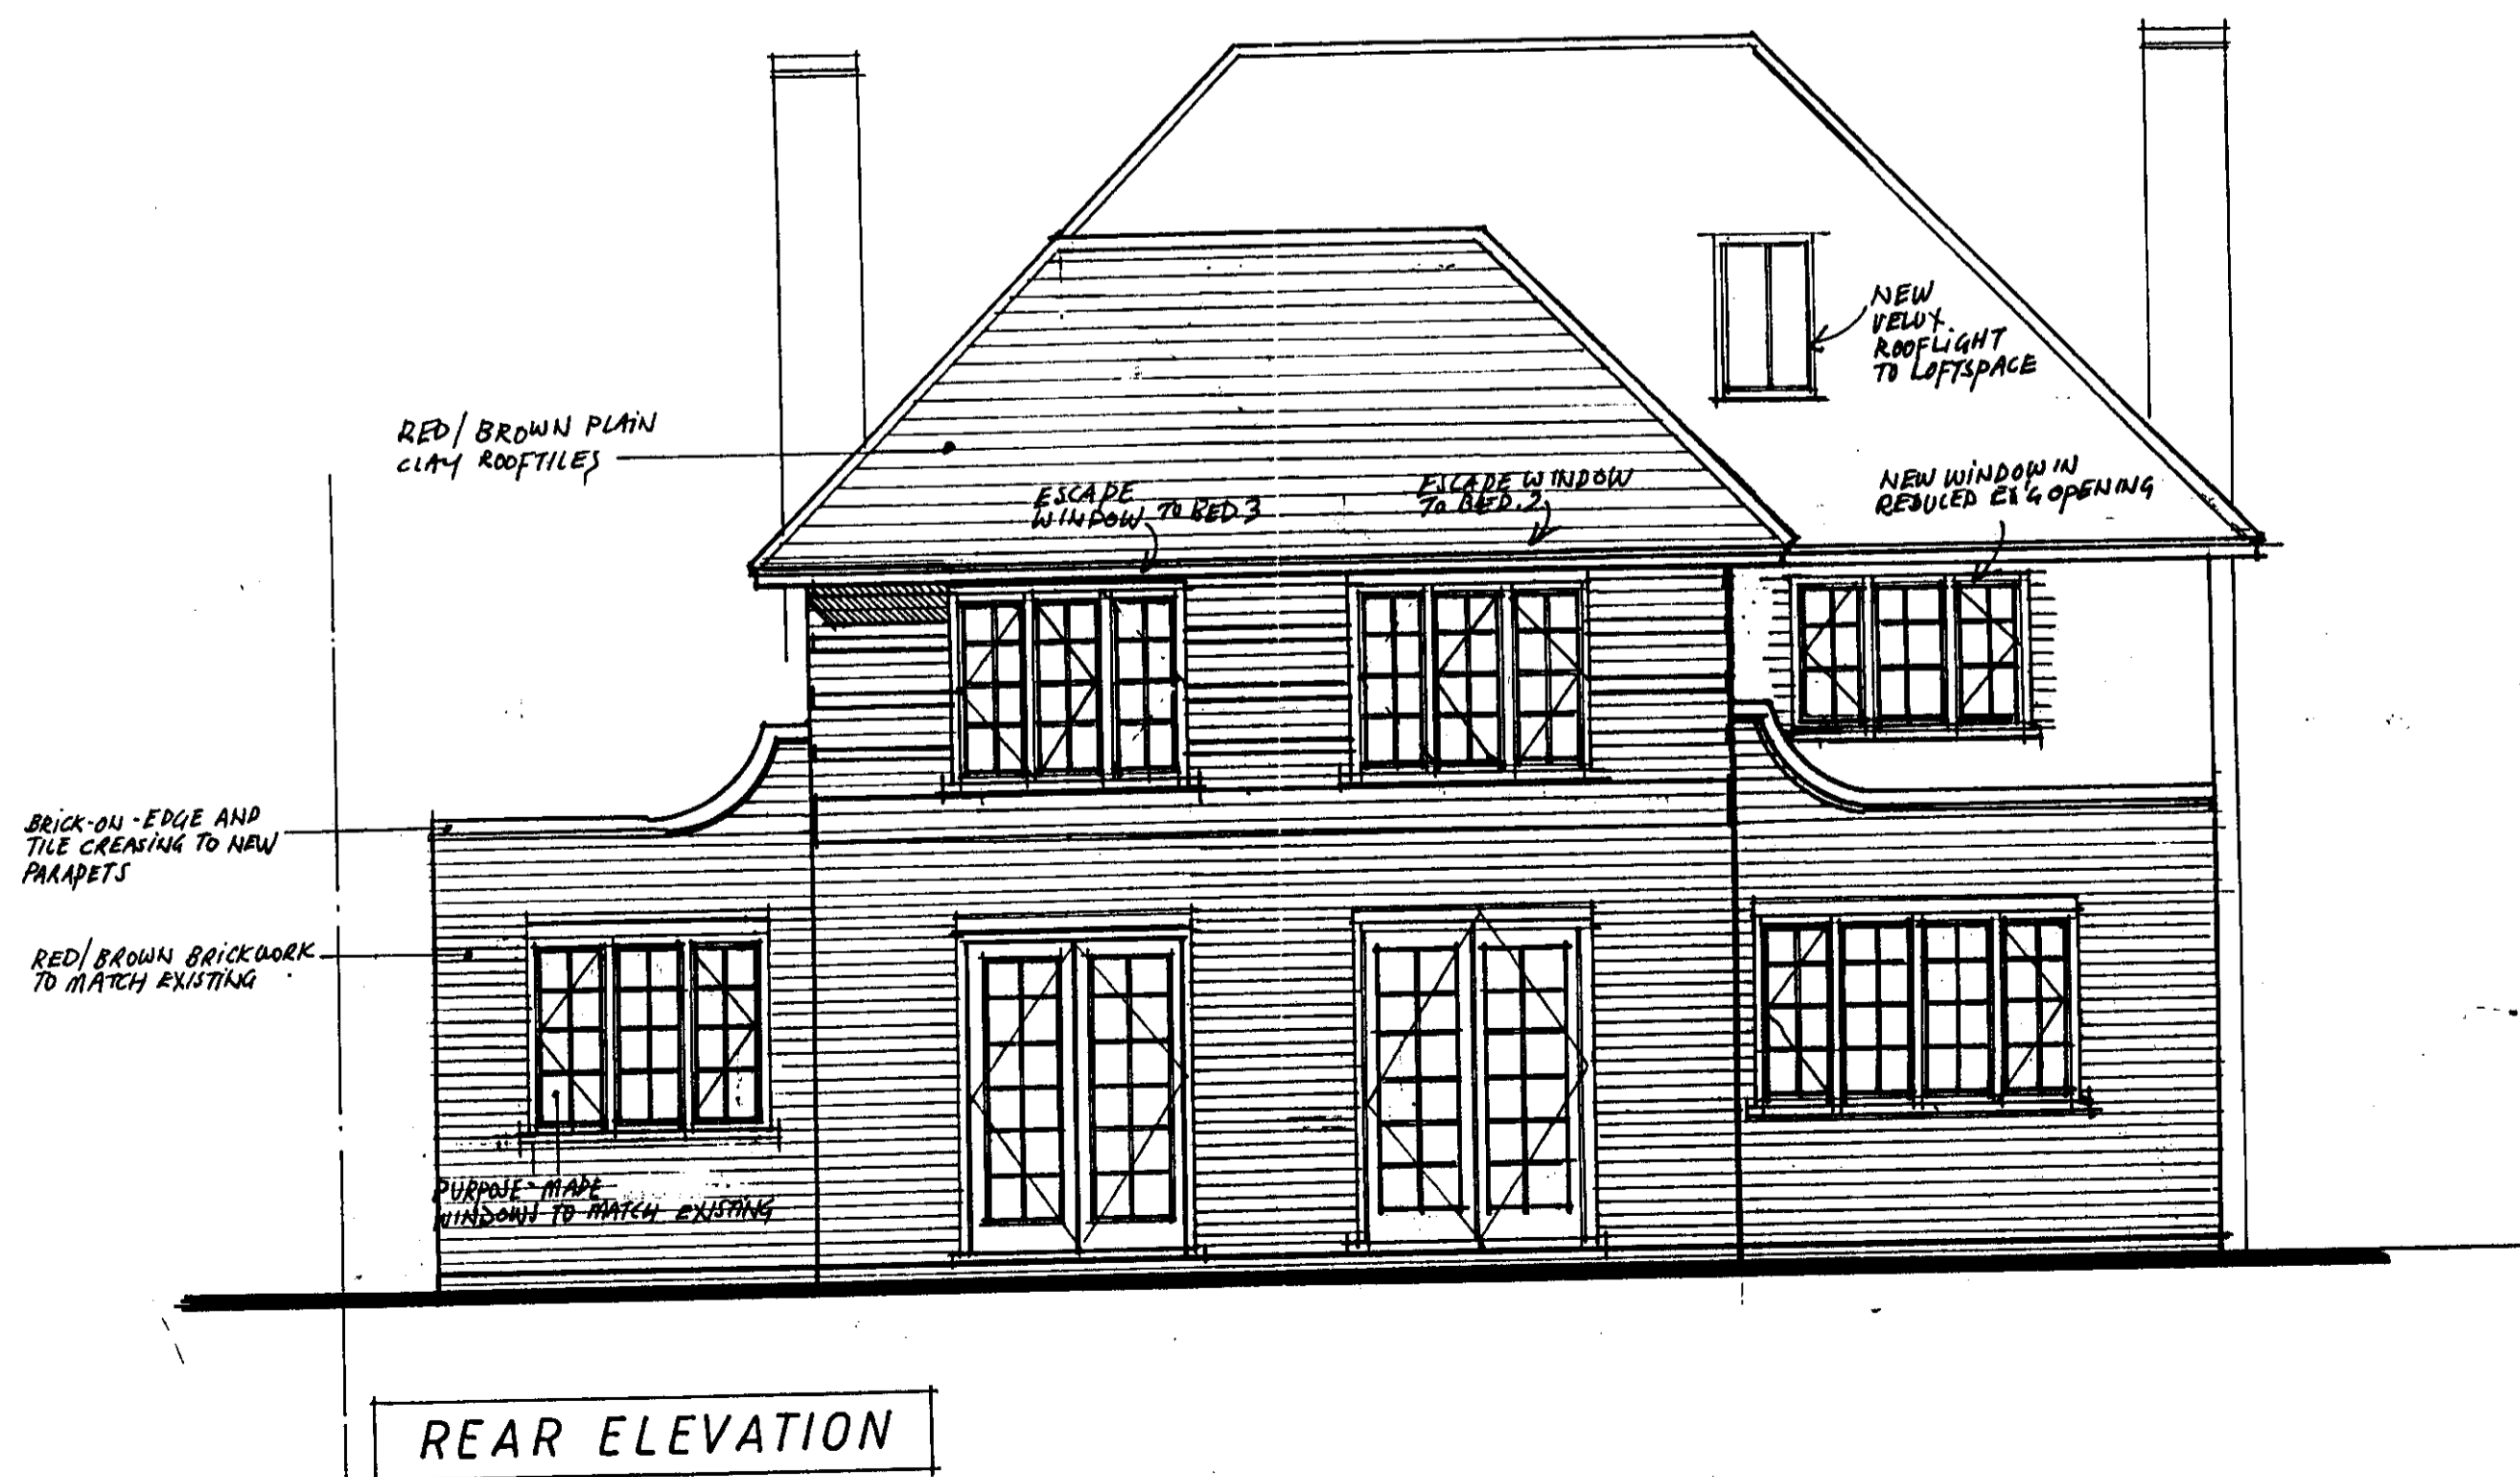 NEW
VELUX
ROOFLIGHT
TO LOFTSPACE
RED/BROWN PLAIN
CLAY ROOFTILES
ESCAPE
WINDOW TO BED 3
ESCAPE WINDOW
TO BED.2
NEW WINDOW IN
REDUCED EX'G OPENING
BRICK-ON-EDGE AND
TILE CREASING TO NEW
PARAPETS
RED/BROWN BRICKWORK
TO MATCH EXISTING
PURPOSE-MADE
WINDOWS TO MATCH EXISTING
REAR ELEVATION